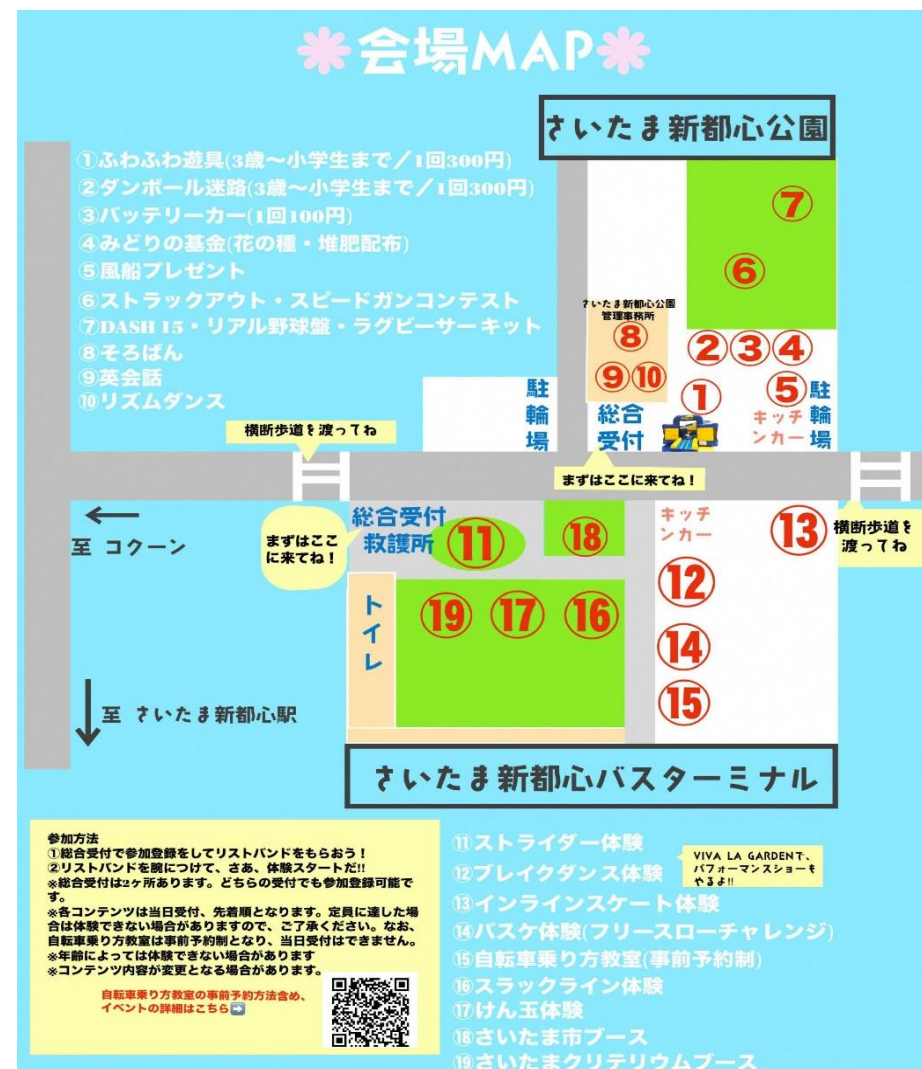 会場MAP
さいたま新都心公園
①ふわふわ遊具(3歳～小学生まで/1回300円)
②ダンボール迷路(3歳～小学生まで/1回300円)
③バッテリーカー(1回100円)
④みどりの基金(花の種・堆肥配布)
⑤風船プレゼント
⑥ストラックアウト・スピードガンコンテスト
⑦DASH 15・リアル野球盤・ラグビーサーキット
⑧そろばん
⑨英会話
⑩リズムダンス
⑦
⑥
さいたま新都心公園
管理事務所
⑧
⑨⑩
②③④
①
⑤
キッチ
ンカー
駐輪場
総合
受付
駐輪場
横断歩道を渡ってね
まずはここに来てね！
←
至 コクーン
まずはここ
に来てね！
総合受付
救護所
⑪
⑱
キッチ
ンカー
⑬
横断歩道を
渡ってね
⑫
トイレ
⑲
⑰
⑯
⑭
⑮
至 さいたま新都心駅
さいたま新都心バスターミナル
参加方法
①総合受付で参加登録をしてリストバンドをもらおう！
②リストバンドを腕につけて、さあ、体験スタートだ!!
※総合受付は2ヶ所あります。どちらの受付でも参加登録可能で
す。
※各コンテンツは当日受付、先着順となります。定員に達した場
合は体験できない場合がありますので、ご了承ください。なお、
自転車乗り方教室は事前予約制となり、当日受付はできません。
※年齢によっては体験できない場合があります
※コンテンツ内容が変更となる場合があります。
自転車乗り方教室の事前予約方法含め、
イベントの詳細はこちら➡
⑪ストライダー体験
⑫ブレイクダンス体験
VIVA LA GARDENで、
パフォーマンスショーも
やるよ!!
⑬インラインスケート体験
⑭バスケ体験(フリースローチャレンジ)
⑮自転車乗り方教室(事前予約制)
⑯スラックライン体験
⑰けん玉体験
⑱さいたま市ブース
⑲さいたまクリテリウムブース